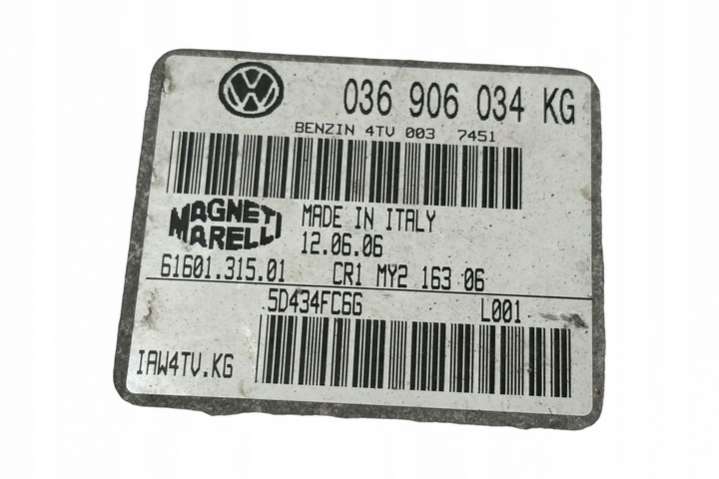 036 906 034 KG
BENZIN 4TV 003 7451
MAGNETI MARELLI
MADE IN ITALY
12.06.06
61601.315.01 CR1 MY2 163 06
5D434FC6G L001
IAW4TV.KG